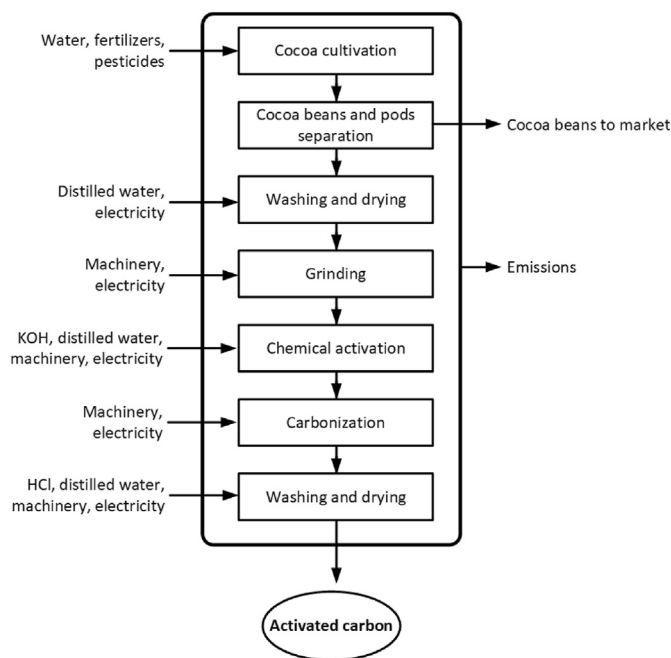 Water, fertilizers,
pesticides
Cocoa cultivation
Cocoa beans and pods
separation
Cocoa beans to market
Distilled water,
electricity
Washing and drying
Machinery,
electricity
Grinding
Emissions
KOH, distilled water,
machinery, electricity
Chemical activation
Machinery,
electricity
Carbonization
HCl, distilled water,
machinery, electricity
Washing and drying
Activated carbon